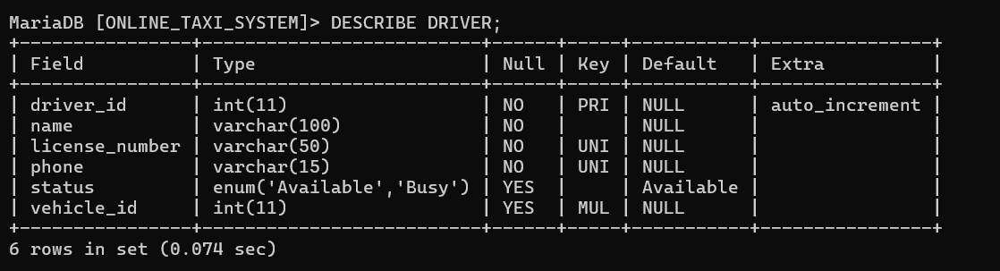 MariaDB [ONLINE_TAXI_SYSTEM]> DESCRIBE DRIVER;
+----------------+--------------------------+------+-----+-----------+----------------+
| Field          | Type                     | Null | Key | Default   | Extra          |
+----------------+--------------------------+------+-----+-----------+----------------+
| driver_id      | int(11)                  | NO   | PRI | NULL      | auto_increment |
| name           | varchar(100)             | NO   |     | NULL      |                |
| license_number | varchar(50)              | NO   | UNI | NULL      |                |
| phone          | varchar(15)              | NO   | UNI | NULL      |                |
| status         | enum('Available','Busy') | YES  |     | Available |                |
| vehicle_id     | int(11)                  | YES  | MUL | NULL      |                |
+----------------+--------------------------+------+-----+-----------+----------------+
6 rows in set (0.074 sec)